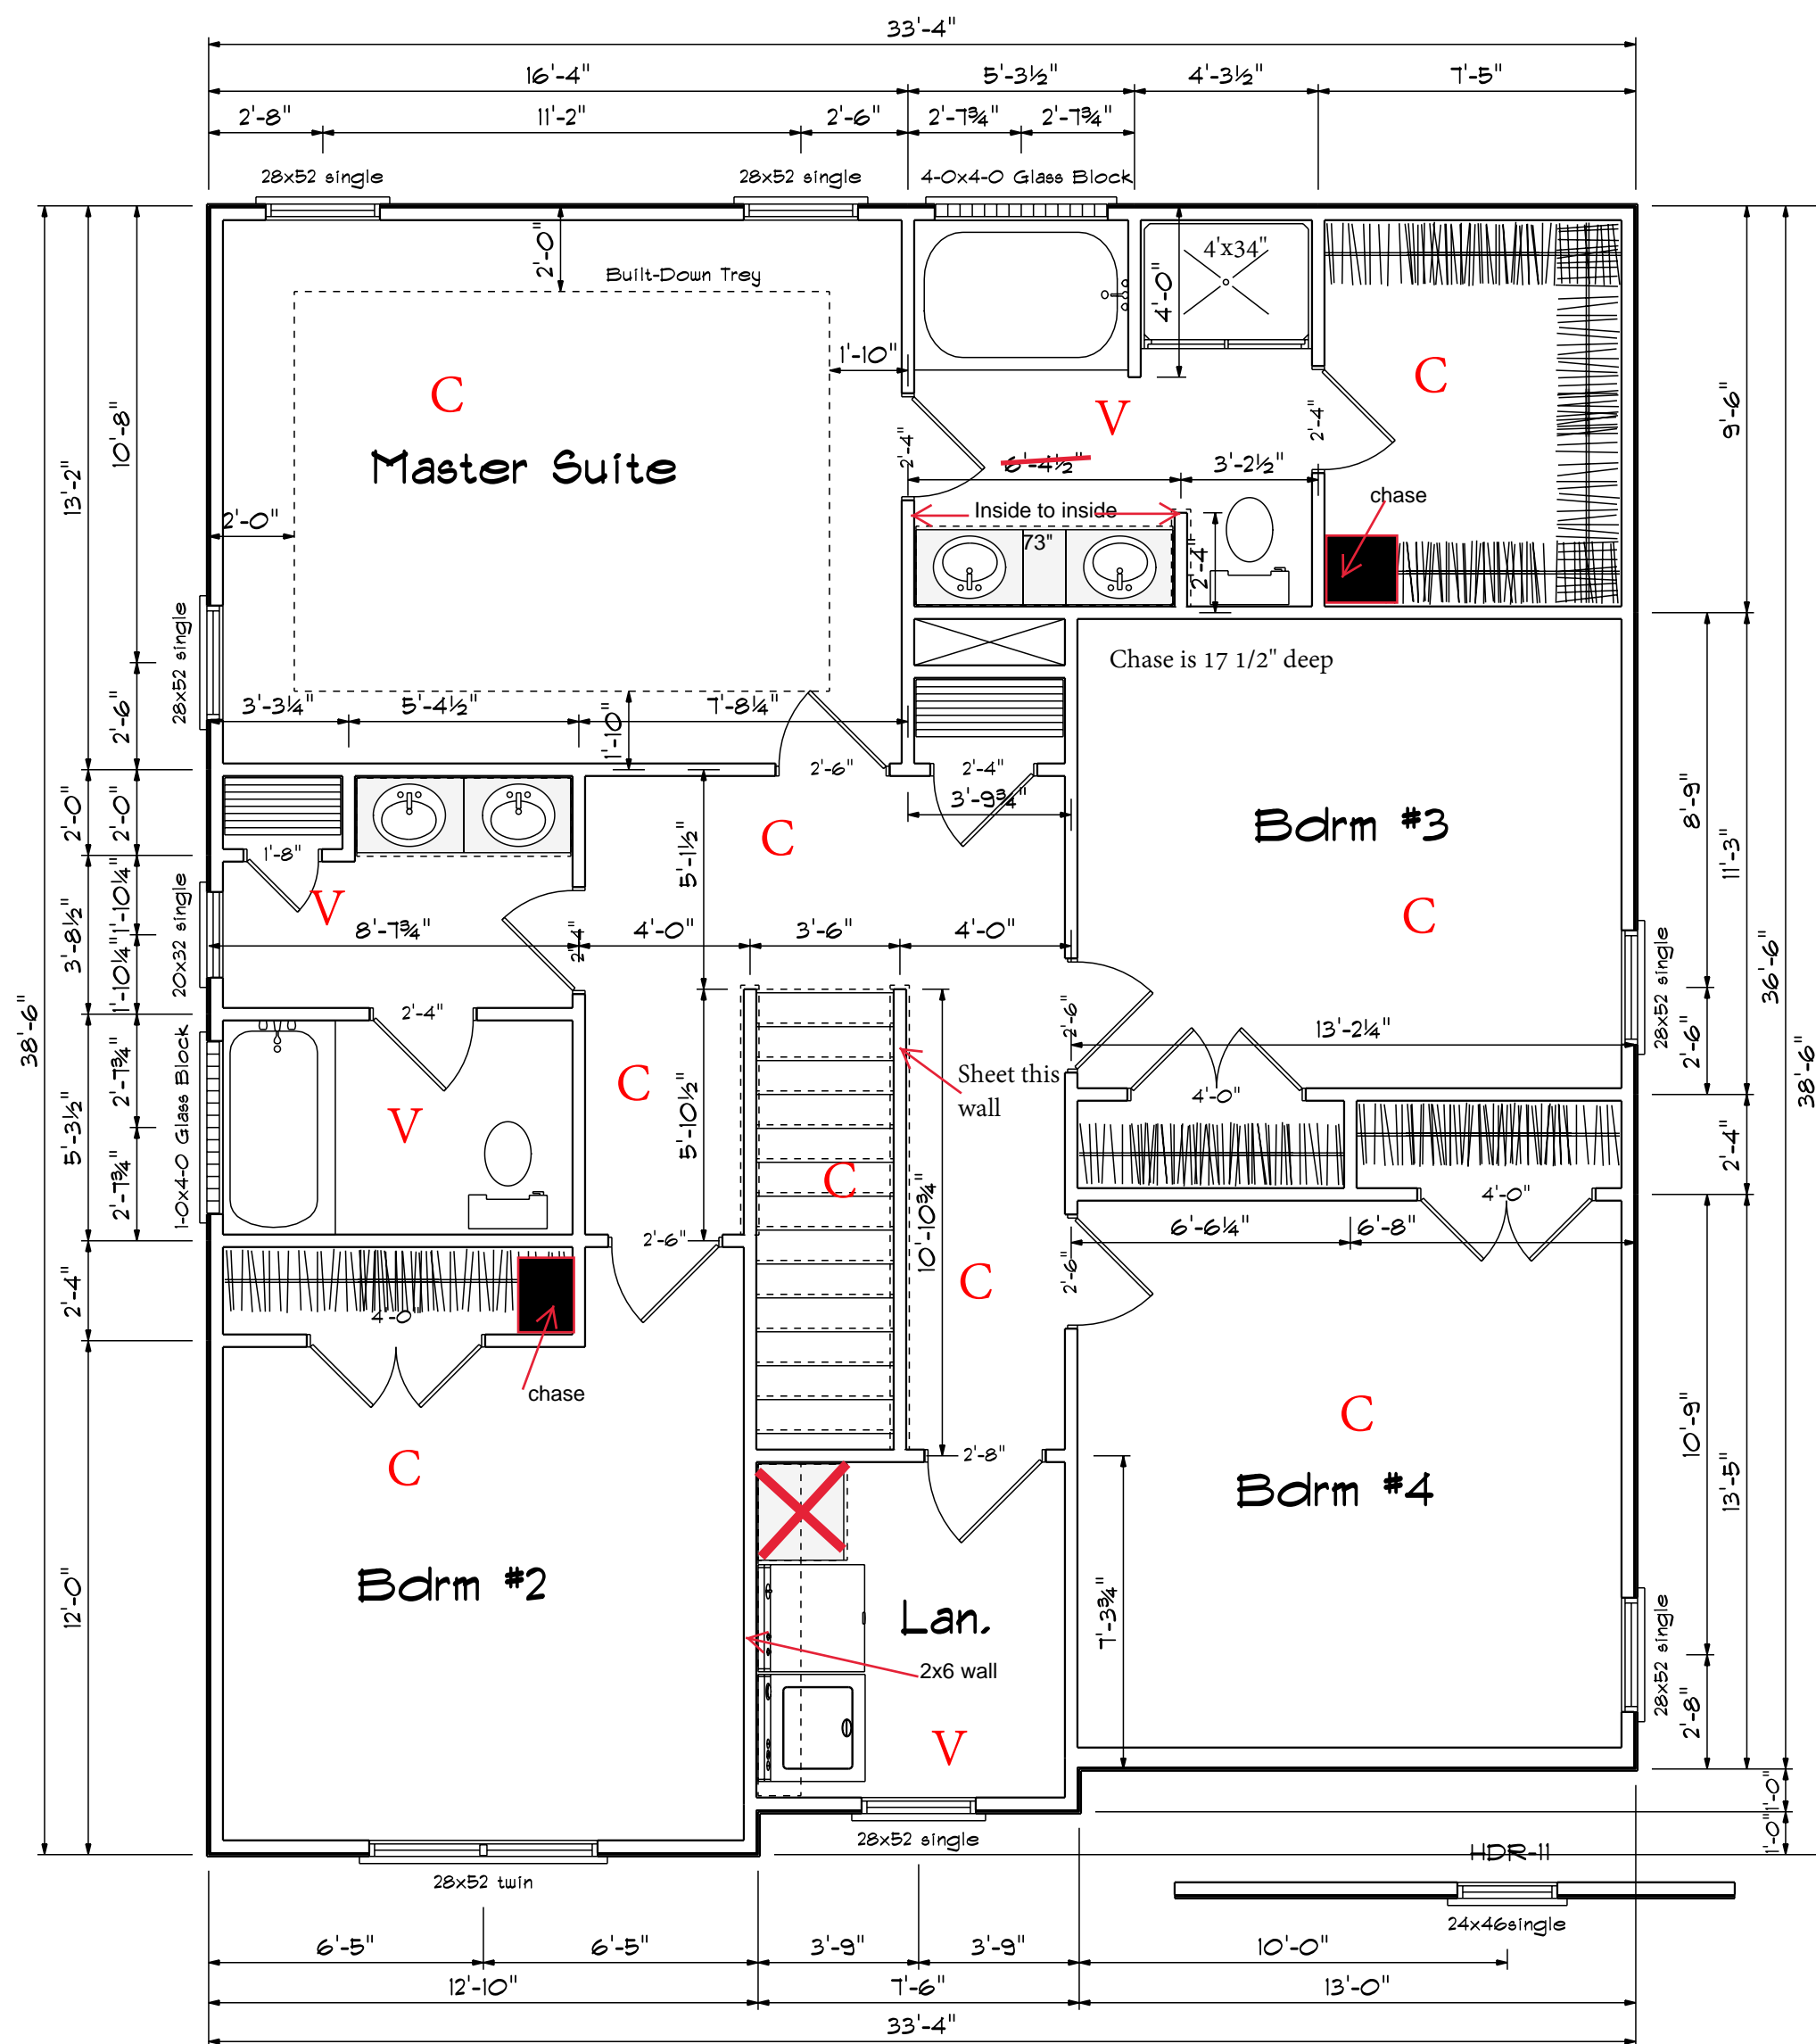 33'-4"
16'-4" 5'-3½" 4'-3½" 7'-5"
2'-8" 11'-2" 2'-6" 2'-7¾" 2'-7¾"
28x52 single 28x52 single 4-0x4-0 Glass Block
2'-0"
Built-Down Trey
4'x34"
4'-0"
1'-10"
C
V
C
Master Suite
10'-8"
13'-2"
9'-6"
2'-4"
2'-4"
6'-4½" 3'-2½"
chase
2'-0"
Inside to inside
73"
2'-4"
28x52 single
2'-6"
Chase is 17 1/2" deep
3'-3¼" 5'-4½" 7'-8¼"
1'-10"
2'-6" 2'-4"
3'-9¾"
2'-0" 2'-0"
1'-8"
C
Bdrm #3
8'-9"
11'-3"
5'-1½"
V
C
3'-8½"
1'-10¼"
1'-10¼"
20x32 single
8'-7¾" 4'-0" 3'-6" 4'-0"
2'-4"
28x52 single
36'-6"
38'-6"
2'-4"
2'-6"
13'-2¼"
2'-6"
38'-6"
C
Sheet this
wall
4'-0"
5'-10½"
V
1-0x4-0 Glass Block
5'-3½"
2'-7¾"
2'-7¾"
2'-4"
C
10'-10¾"
4'-0"
2'-6"
6'-6¼" 6'-8"
2'-6"
C
2'-4"
4'-0"
chase
C
C
2'-8"
Bdrm #4
10'-9"
13'-5"
Bdrm #2
12'-0"
Lan.
7'-3¾"
2x6 wall
28x52 single
2'-8"
V
1'-0"
1'-0"
28x52 single
HDR-11
28x52 twin
24x46single
6'-5" 6'-5" 3'-9" 3'-9" 10'-0"
12'-10" 7'-6" 13'-0"
33'-4"